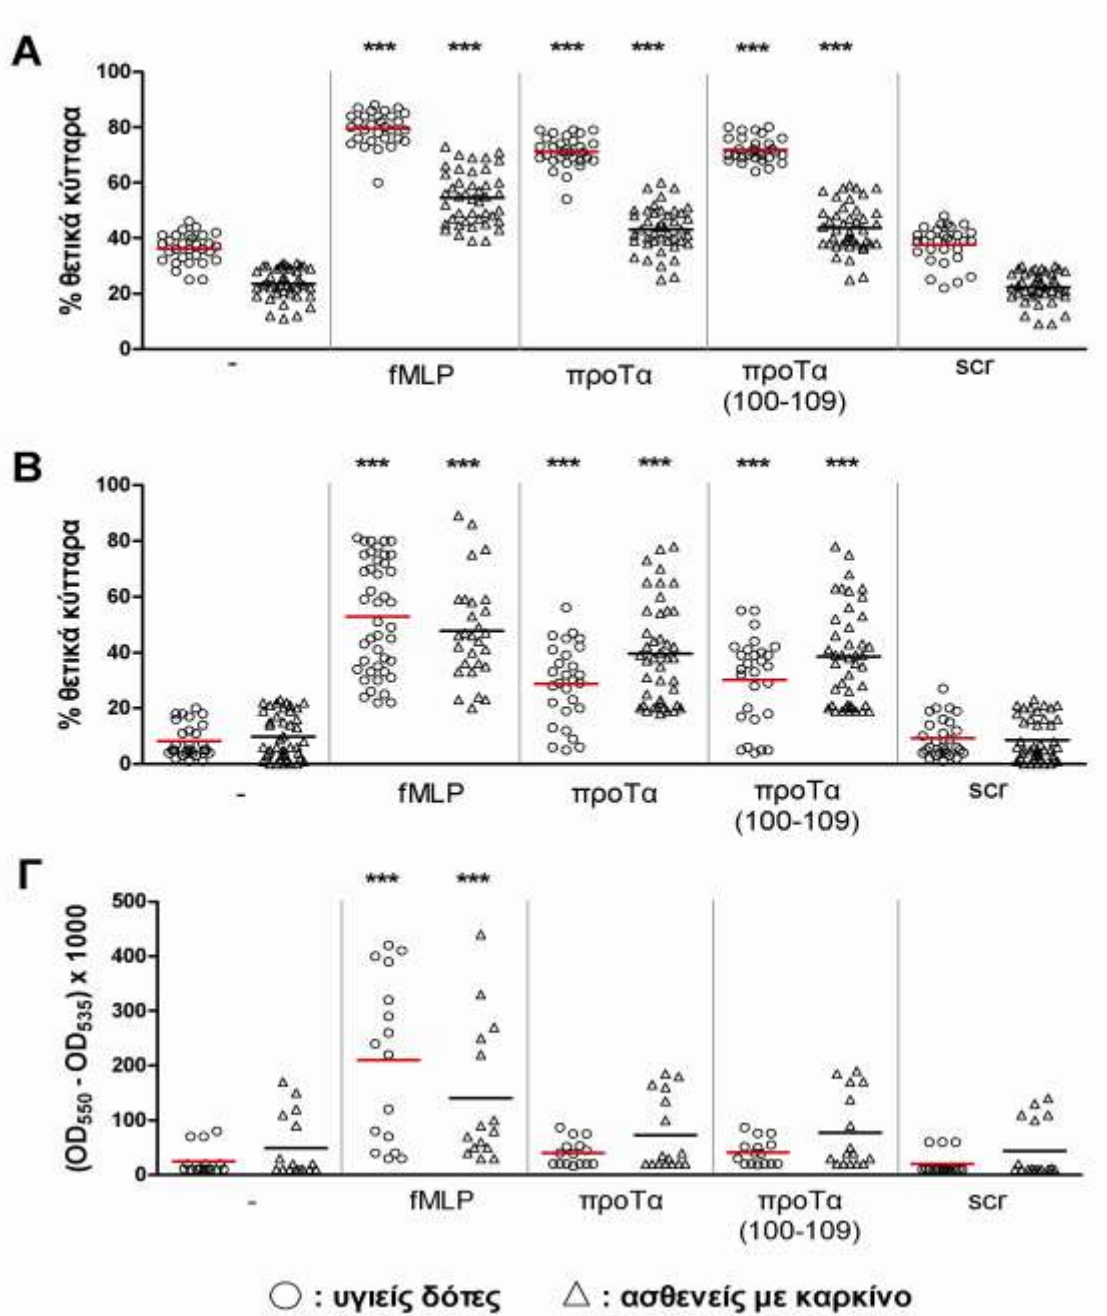 A
*** *** *** *** *** ***
% θετικά κύτταρα
100
80
60
40
20
0
- fMLP προΤα προΤα scr
(100-109)
B
*** *** *** *** *** ***
% θετικά κύτταρα
100
80
60
40
20
0
- fMLP προΤα προΤα scr
(100-109)
Γ
*** ***
(OD550 - OD535) x 1000
500
400
300
200
100
0
- fMLP προΤα προΤα scr
(100-109)
: υγιείς δότες : ασθενείς με καρκίνο